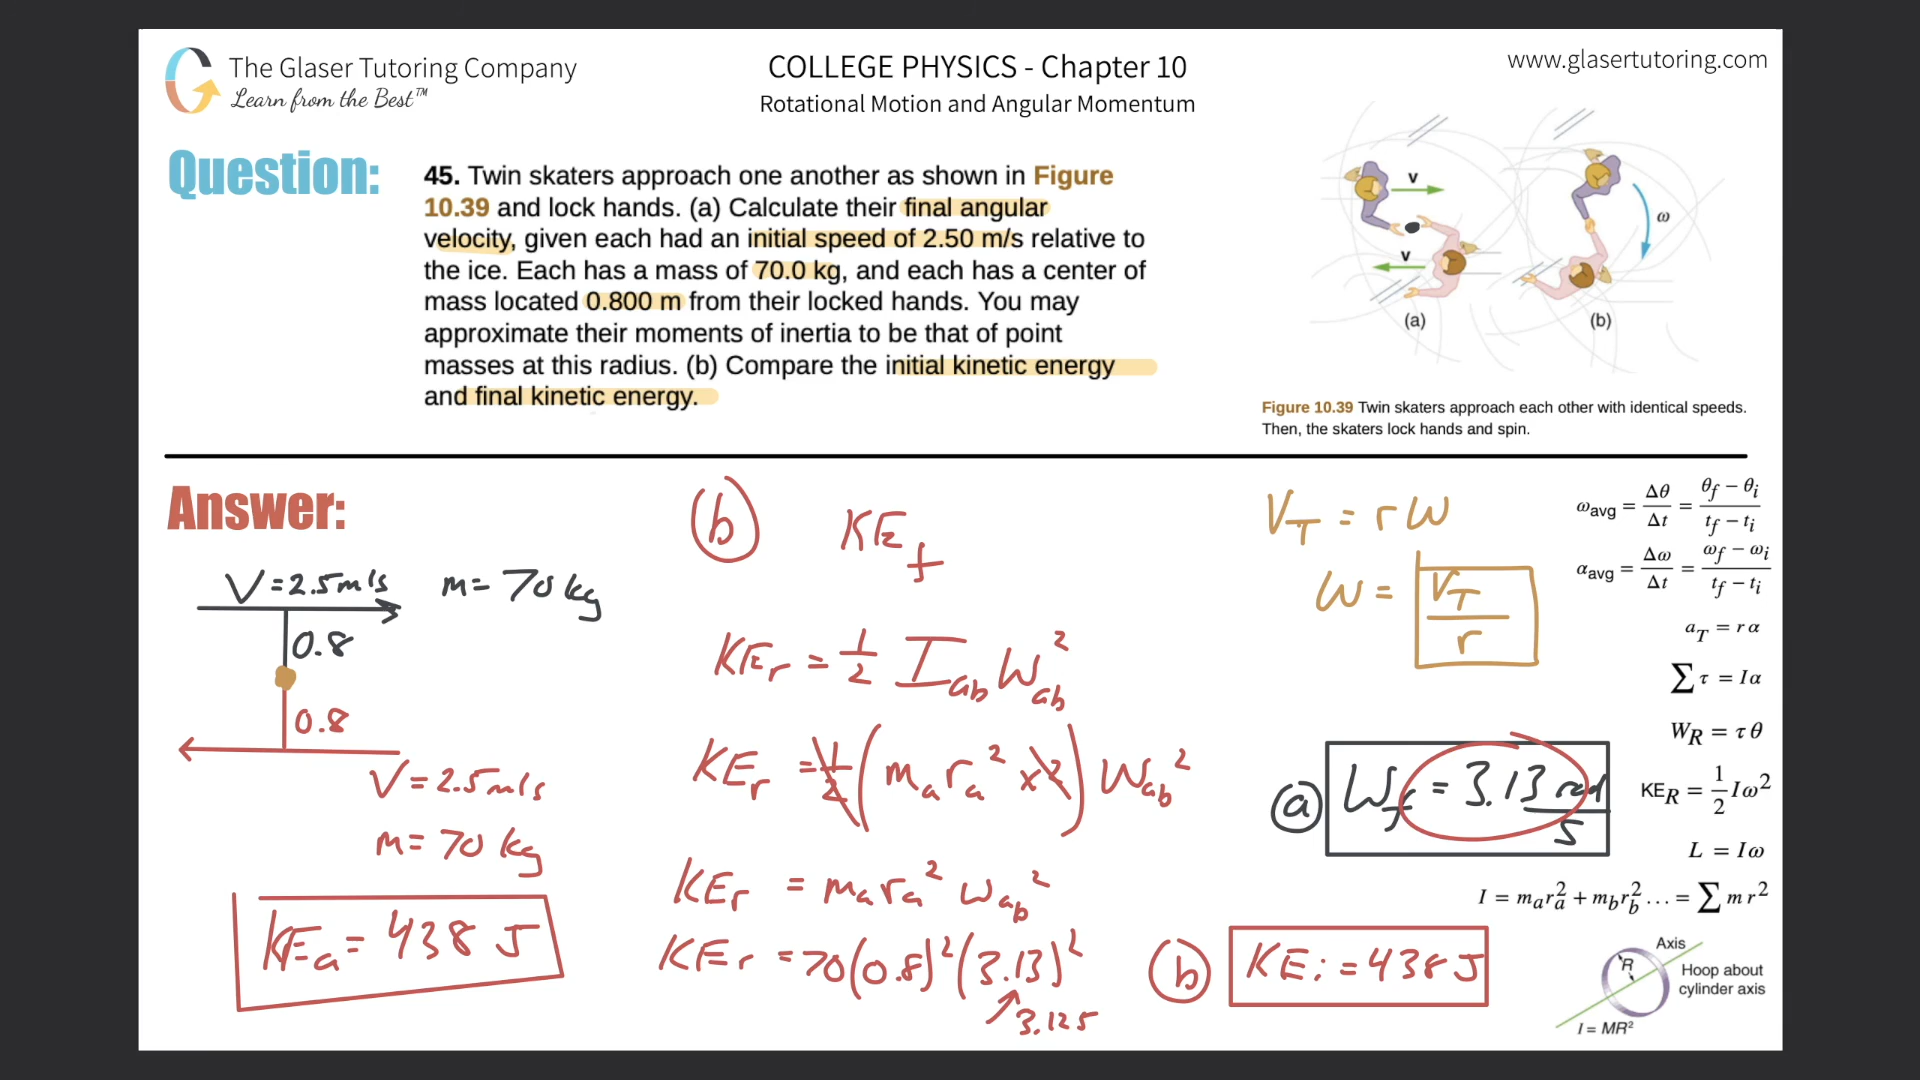 The Glaser Tutoring Company
Learn from the Best™
COLLEGE PHYSICS - Chapter 10
Rotational Motion and Angular Momentum
www.glasertutoring.com
Question:
45. Twin skaters approach one another as shown in Figure
10.39 and lock hands. (a) Calculate their final angular
velocity, given each had an initial speed of 2.50 m/s relative to
the ice. Each has a mass of 70.0 kg, and each has a center of
mass located 0.800 m from their locked hands. You may
approximate their moments of inertia to be that of point
masses at this radius. (b) Compare the initial kinetic energy
and final kinetic energy.
v
v
ω
(a)
(b)
Figure 10.39 Twin skaters approach each other with identical speeds.
Then, the skaters lock hands and spin.
Answer:
V = 2.5 m/s m = 70 kg
0.8
0.8
V = 2.5 m/s
m = 70 kg
KEa = 438 J
(b) KEf
KEr = 1/2 Iab Wab²
KEr = 1/2 (ma ra² x 2) Wab²
KEr = ma ra² Wab²
KEr = 70(0.8)²(3.13)²
3.125
VT = rW
W = VT/r
(a) Wf = 3.13 rad/s
(b) KEi = 438 J
ωavg = Δθ/Δt = (θf − θi)/(tf − ti)
αavg = Δω/Δt = (ωf − ωi)/(tf − ti)
aT = rα
∑τ = Iα
WR = τθ
KER = 1/2 Iω²
L = Iω
I = mara² + mbrb² ... = ∑mr²
Axis
R
Hoop about
cylinder axis
I = MR²